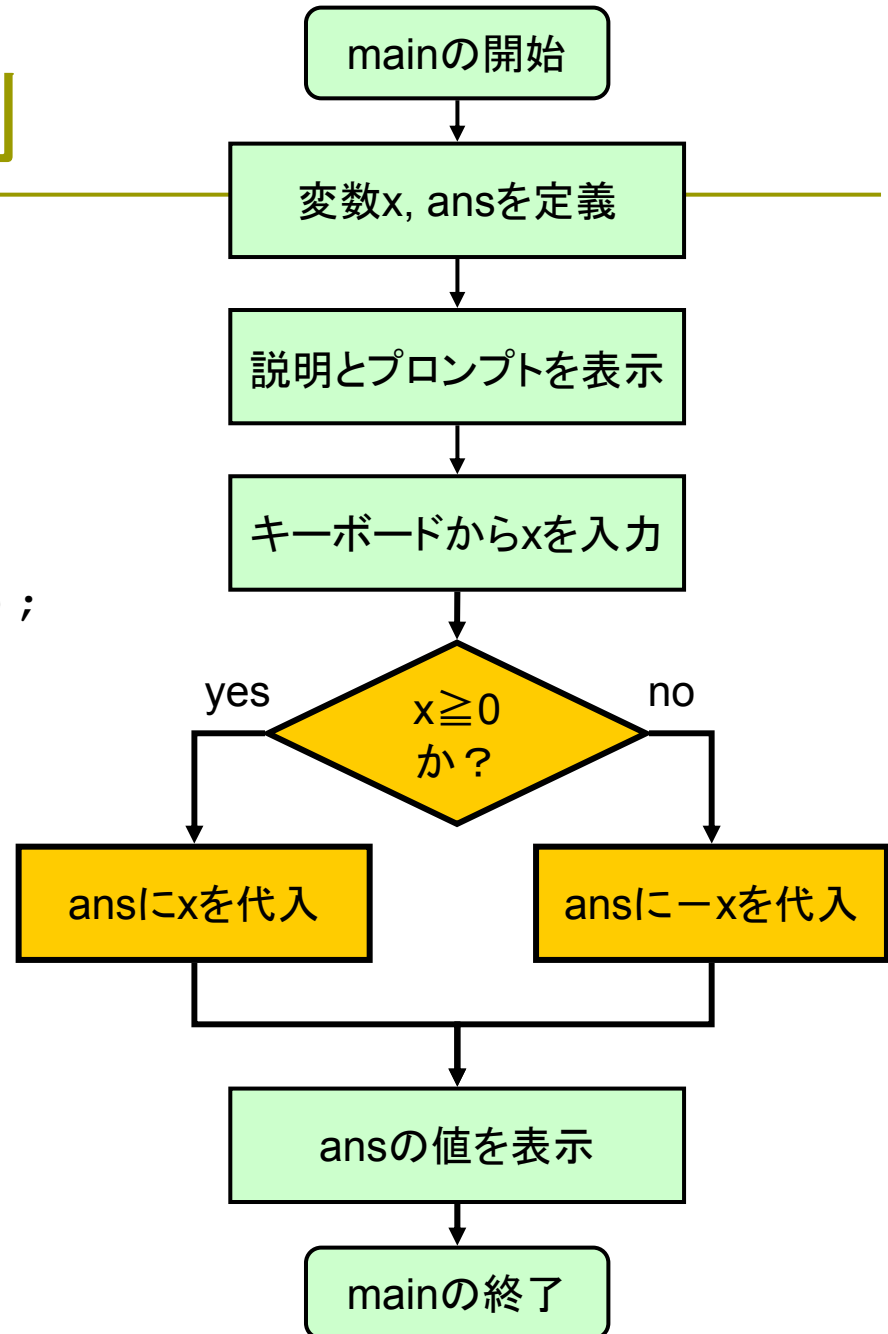 mainの開始
変数x, ansを定義
説明とプロンプトを表示
キーボードからxを入力
;
yes
no
x≧0
か？
ansにxを代入
ansに－xを代入
ansの値を表示
mainの終了